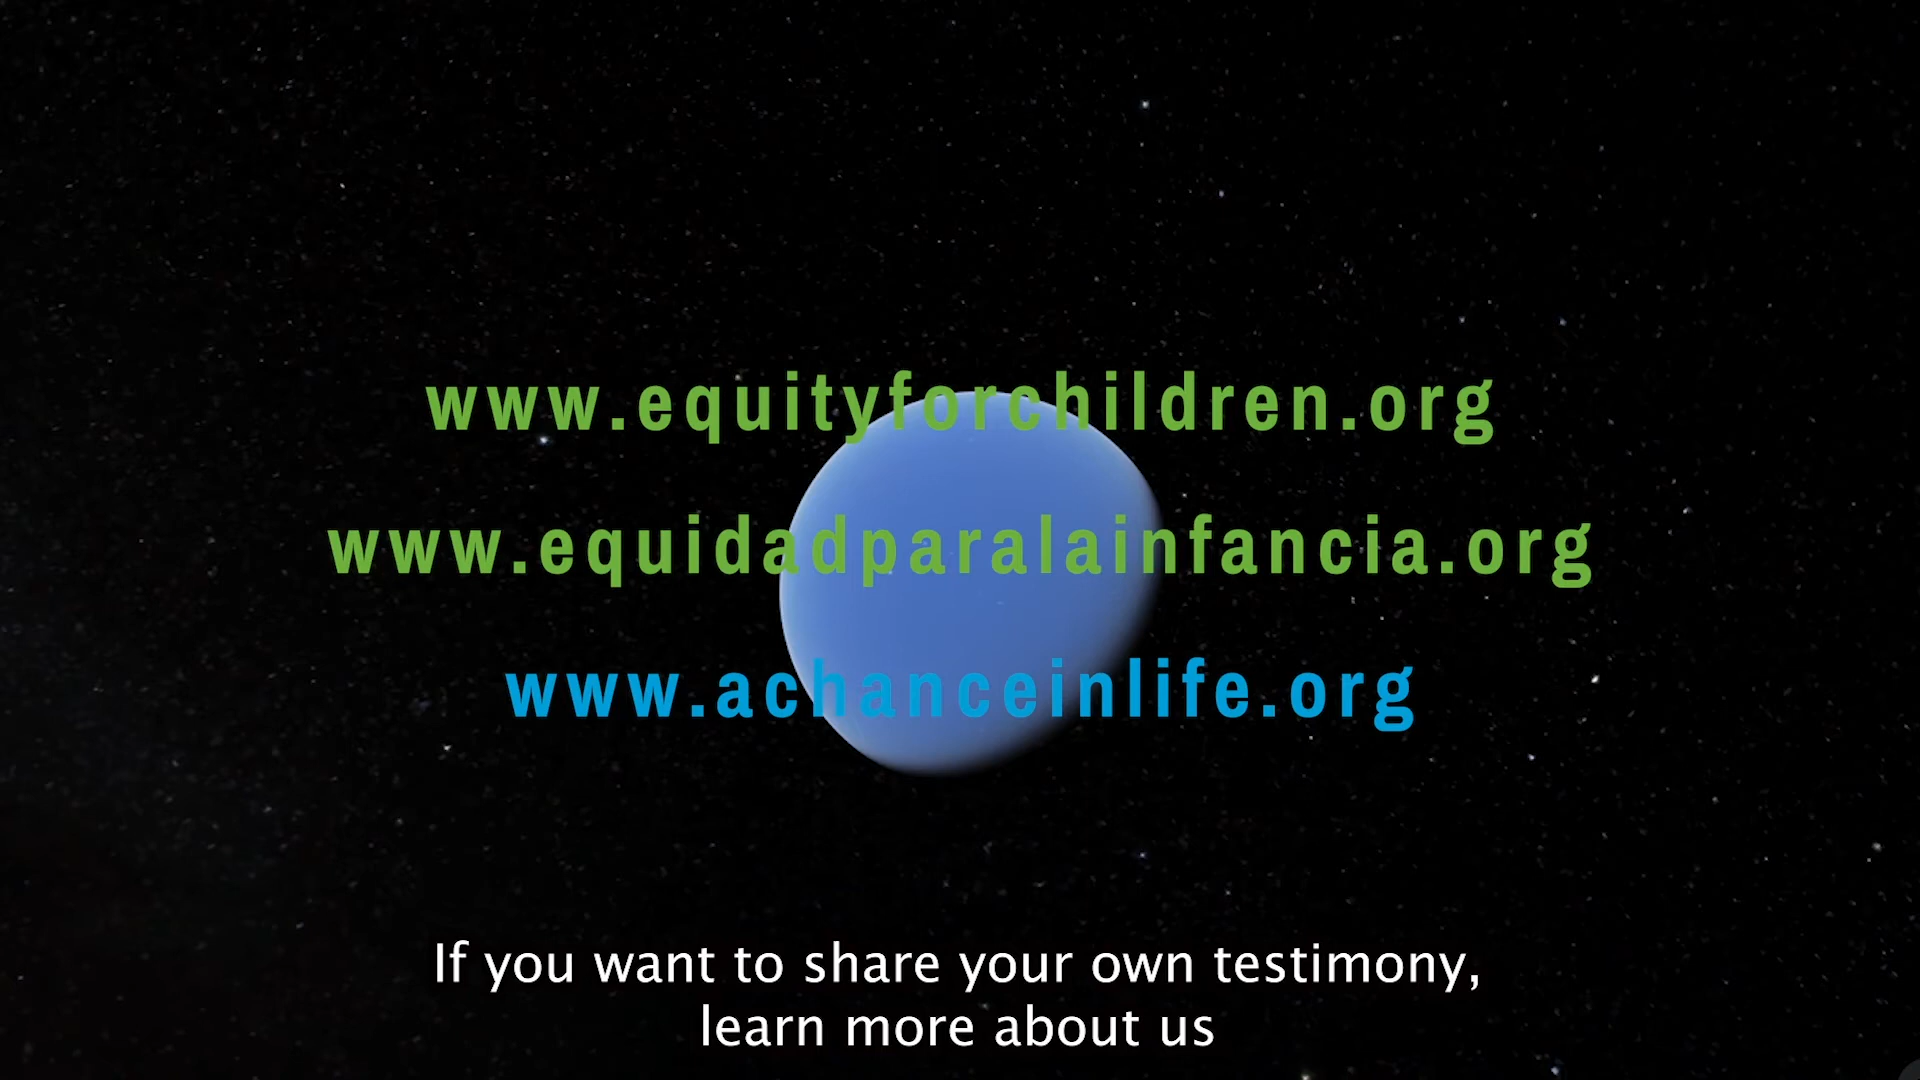 www.equityforchildren.org
www.equidadparalainfancia.org
www.achanceinlife.org
If you want to share your own testimony,
learn more about us